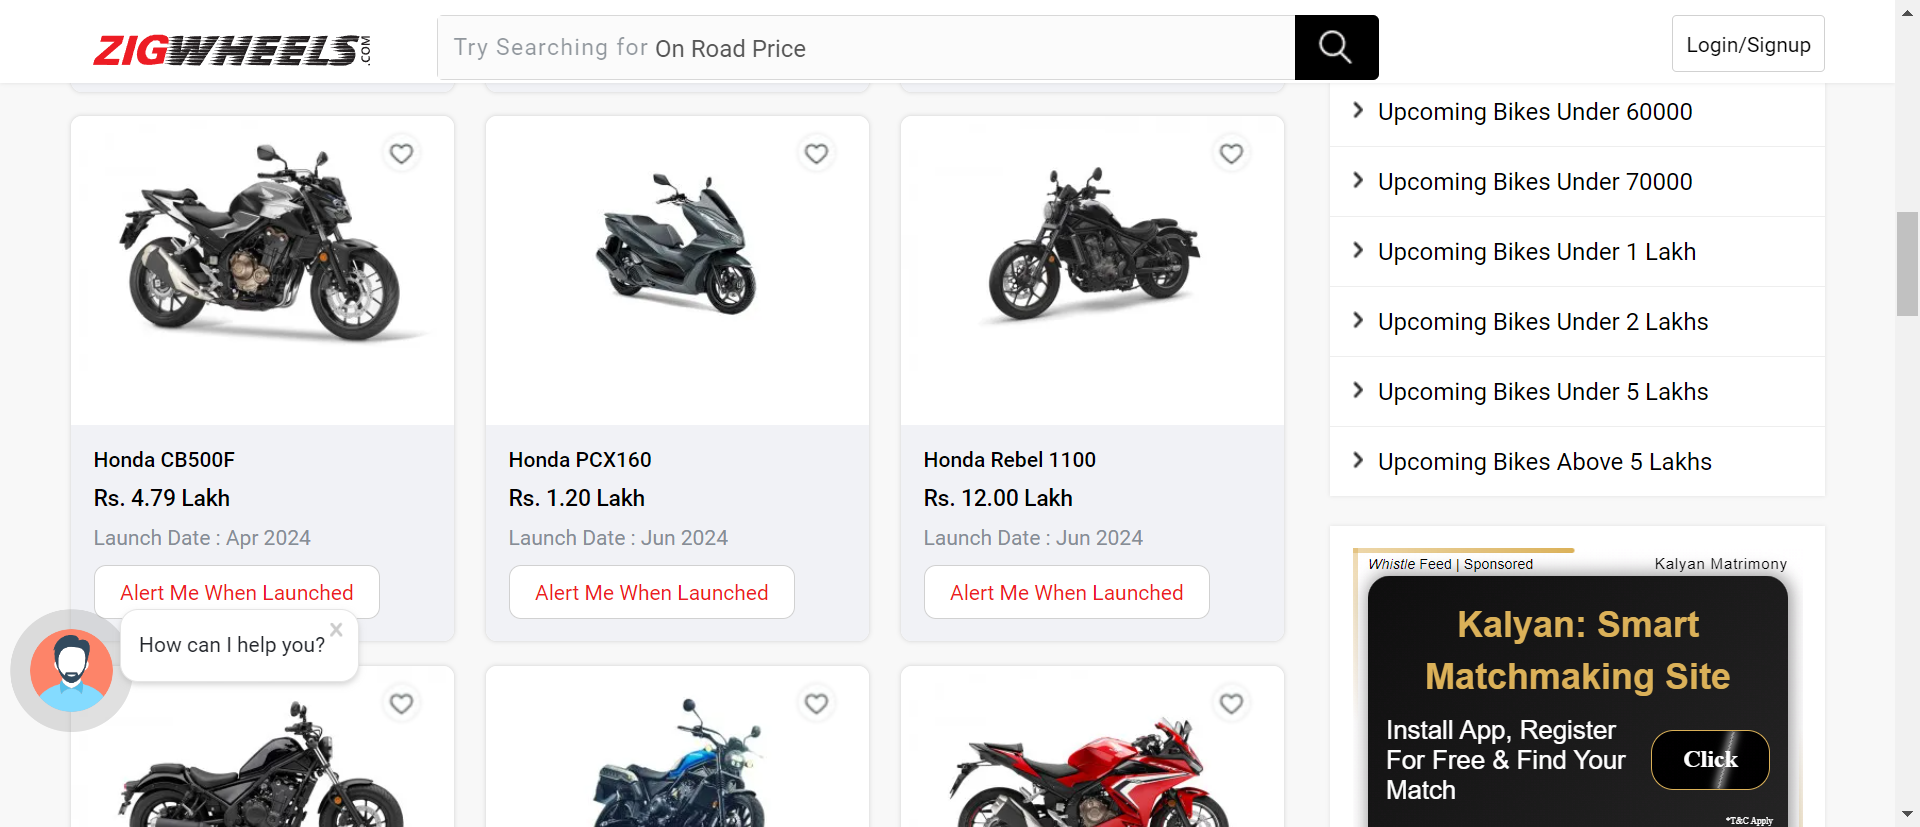 ZIGWHEELS.COM
Try Searching for On Road Price
Login/Signup
Honda CB500F
Rs. 4.79 Lakh
Launch Date : Apr 2024
Alert Me When Launched
Honda PCX160
Rs. 1.20 Lakh
Launch Date : Jun 2024
Alert Me When Launched
Honda Rebel 1100
Rs. 12.00 Lakh
Launch Date : Jun 2024
Alert Me When Launched
How can I help you?
Upcoming Bikes Under 60000
Upcoming Bikes Under 70000
Upcoming Bikes Under 1 Lakh
Upcoming Bikes Under 2 Lakhs
Upcoming Bikes Under 5 Lakhs
Upcoming Bikes Above 5 Lakhs
Whistle Feed | Sponsored
Kalyan Matrimony
Kalyan: Smart
Matchmaking Site
Install App, Register
For Free & Find Your
Match
Click
*T&C Apply